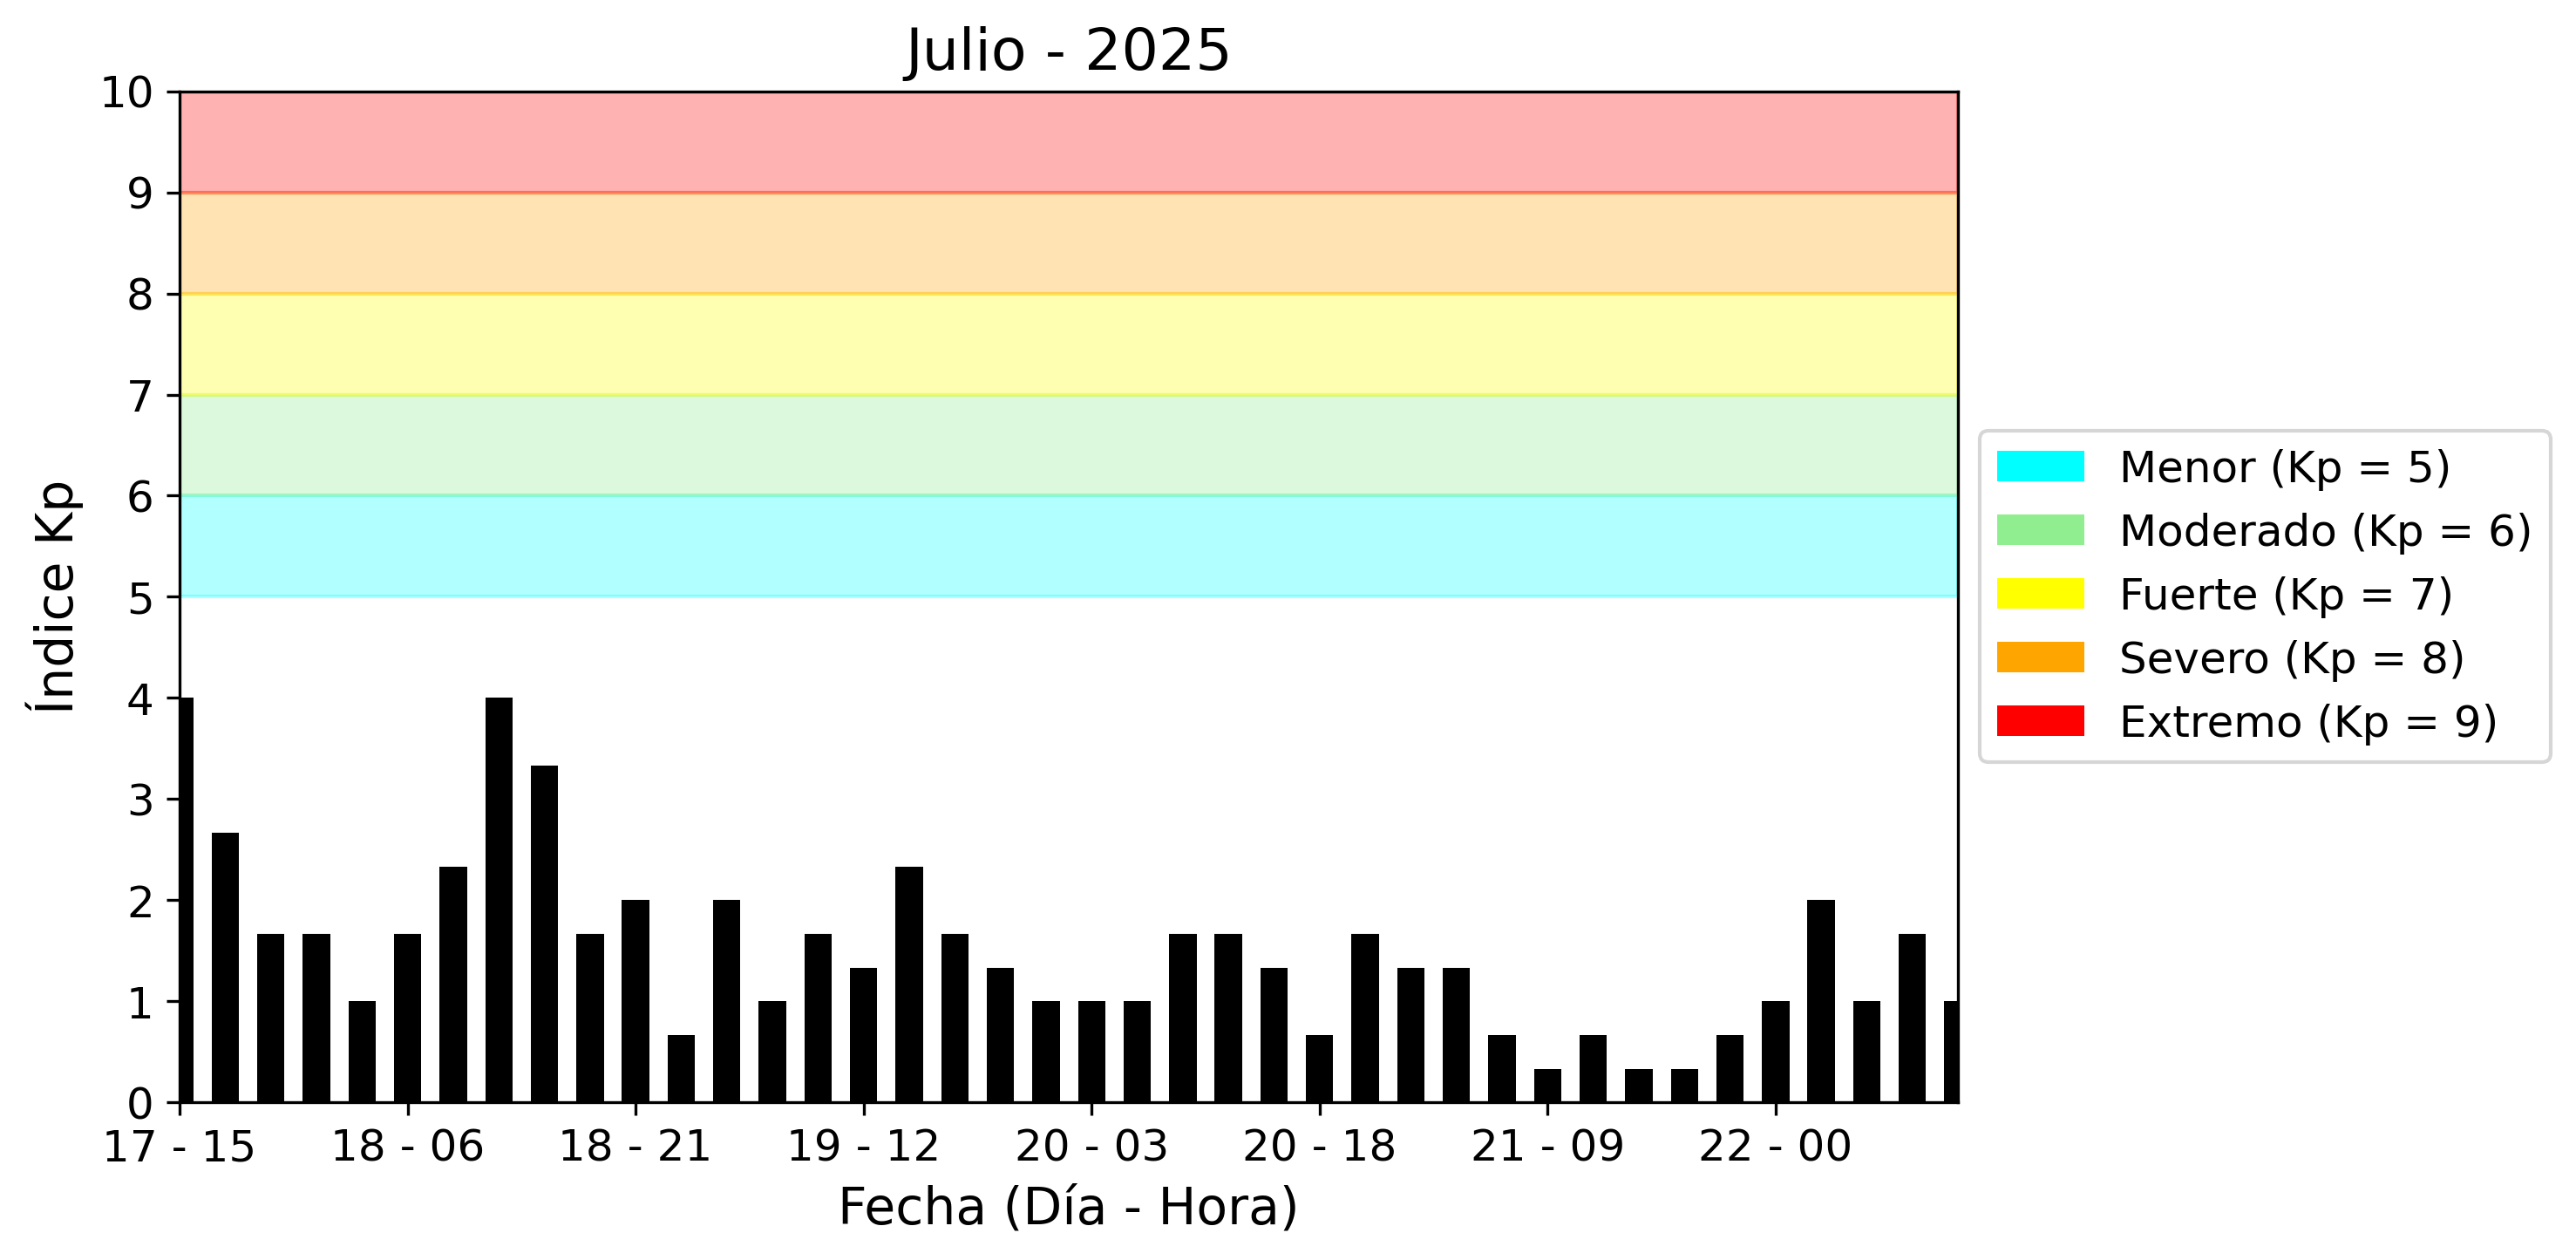 Julio - 2025
10
9
8
7
6
5
4
3
2
1
0
Índice Kp
17 - 15
18 - 06
18 - 21
19 - 12
20 - 03
20 - 18
21 - 09
22 - 00
Fecha (Día - Hora)
Menor (Kp = 5)
Moderado (Kp = 6)
Fuerte (Kp = 7)
Severo (Kp = 8)
Extremo (Kp = 9)